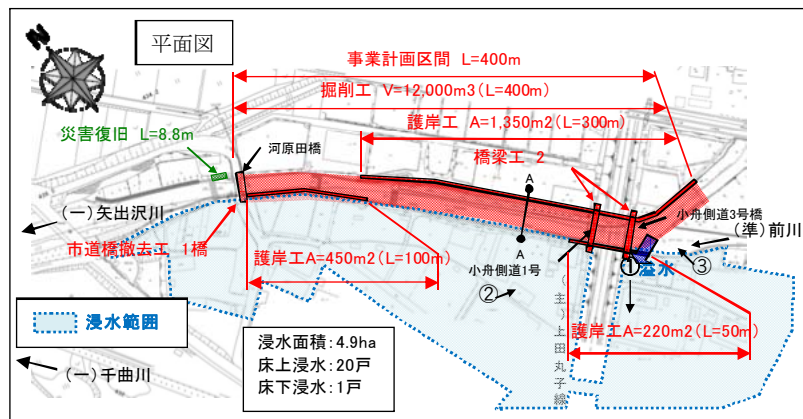 平面図
N
事業計画区間 L=400m
掘削工 V=12,000m3(L=400m)
護岸工 A=1,350m2(L=300m)
災害復旧 L=8.8m
河原田橋
橋梁工 2
A
A
小舟側道3号橋
(一)矢出沢川
(準)前川
市道橋撤去工 1橋
護岸工A=450m2(L=100m)
小舟側道1号
①溢水
③
②
浸水範囲
(主)上田丸子線
護岸工A=220m2(L=50m)
浸水面積:4.9ha
床上浸水:20戸
床下浸水:1戸
(一)千曲川